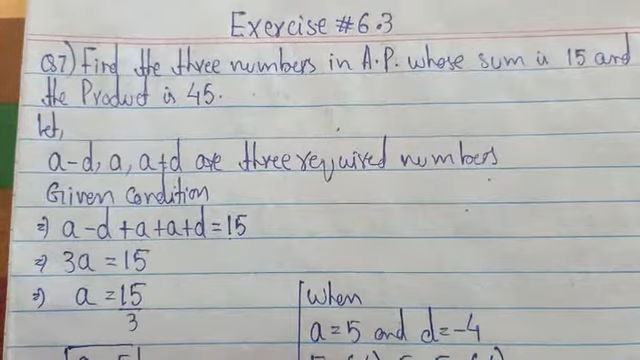 Exercise #6.3
Q7) Find the three numbers in A.P. whose sum is 15 and
the Product is 45.
Let,
a-d, a, a+d are three required numbers
Given Condition
⇒ a-d+a+a+d=15
⇒ 3a = 15
⇒ a = 15/3
When
a=5 and d=-4